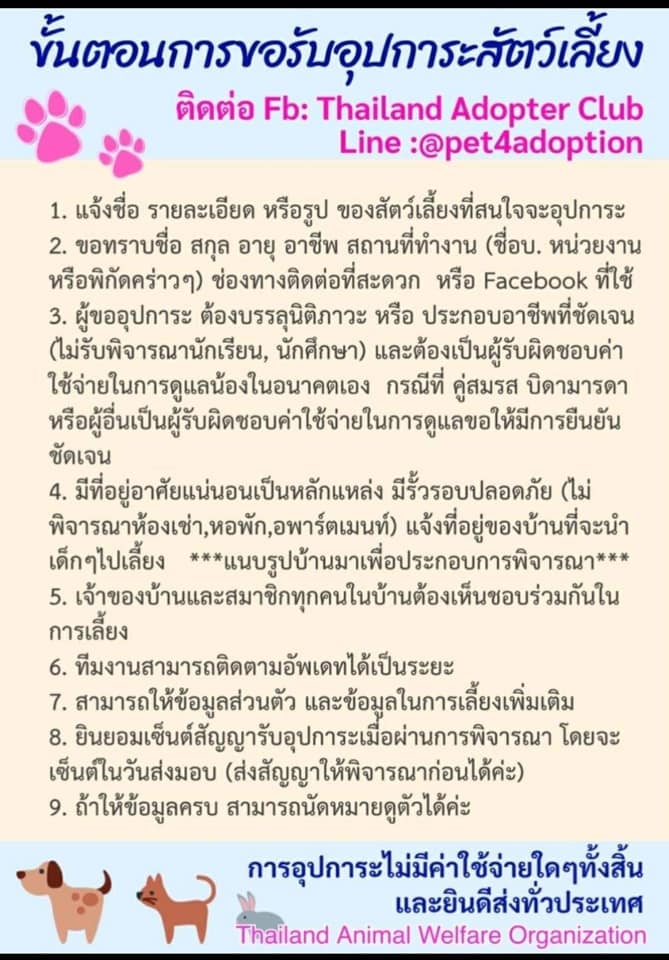 ขั้นตอนการขอรับอุปการะสัตว์เลี้ยง
ติดต่อ Fb: Thailand Adopter Club
Line :@pet4adoption
1. แจ้งชื่อ รายละเอียด หรือรูป ของสัตว์เลี้ยงที่สนใจจะอุปการะ
2. ขอทราบชื่อ สกุล อายุ อาชีพ สถานที่ทำงาน (ชื่อบ. หน่วยงาน
หรือพิกัดคร่าวๆ) ช่องทางติดต่อที่สะดวก หรือ Facebook ที่ใช้
3. ผู้ขออุปการะ ต้องบรรลุนิติภาวะ หรือ ประกอบอาชีพที่ชัดเจน
(ไม่รับพิจารณานักเรียน, นักศึกษา) และต้องเป็นผู้รับผิดชอบค่า
ใช้จ่ายในการดูแลน้องในอนาคตเอง กรณีที่ คู่สมรส บิดามารดา
หรือผู้อื่นเป็นผู้รับผิดชอบค่าใช้จ่ายในการดูแลขอให้มีการยืนยัน
ชัดเจน
4. มีที่อยู่อาศัยแน่นอนเป็นหลักแหล่ง มีรั้วรอบปลอดภัย (ไม่
พิจารณาห้องเช่า,หอพัก,อพาร์ตเมนท์) แจ้งที่อยู่ของบ้านที่จะนำ
เด็กๆไปเลี้ยง ***แนบรูปบ้านมาเพื่อประกอบการพิจารณา***
5. เจ้าของบ้านและสมาชิกทุกคนในบ้านต้องเห็นชอบร่วมกันใน
การเลี้ยง
6. ทีมงานสามารถติดตามอัพเดทได้เป็นระยะ
7. สามารถให้ข้อมูลส่วนตัว และข้อมูลในการเลี้ยงเพิ่มเติม
8. ยินยอมเซ็นต์สัญญารับอุปการะเมื่อผ่านการพิจารณา โดยจะ
เซ็นต์ในวันส่งมอบ (ส่งสัญญาให้พิจารณาก่อนได้ค่ะ)
9. ถ้าให้ข้อมูลครบ สามารถนัดหมายดูตัวได้ค่ะ
การอุปการะไม่มีค่าใช้จ่ายใดๆทั้งสิ้น
และยินดีส่งทั่วประเทศ
Thailand Animal Welfare Organization